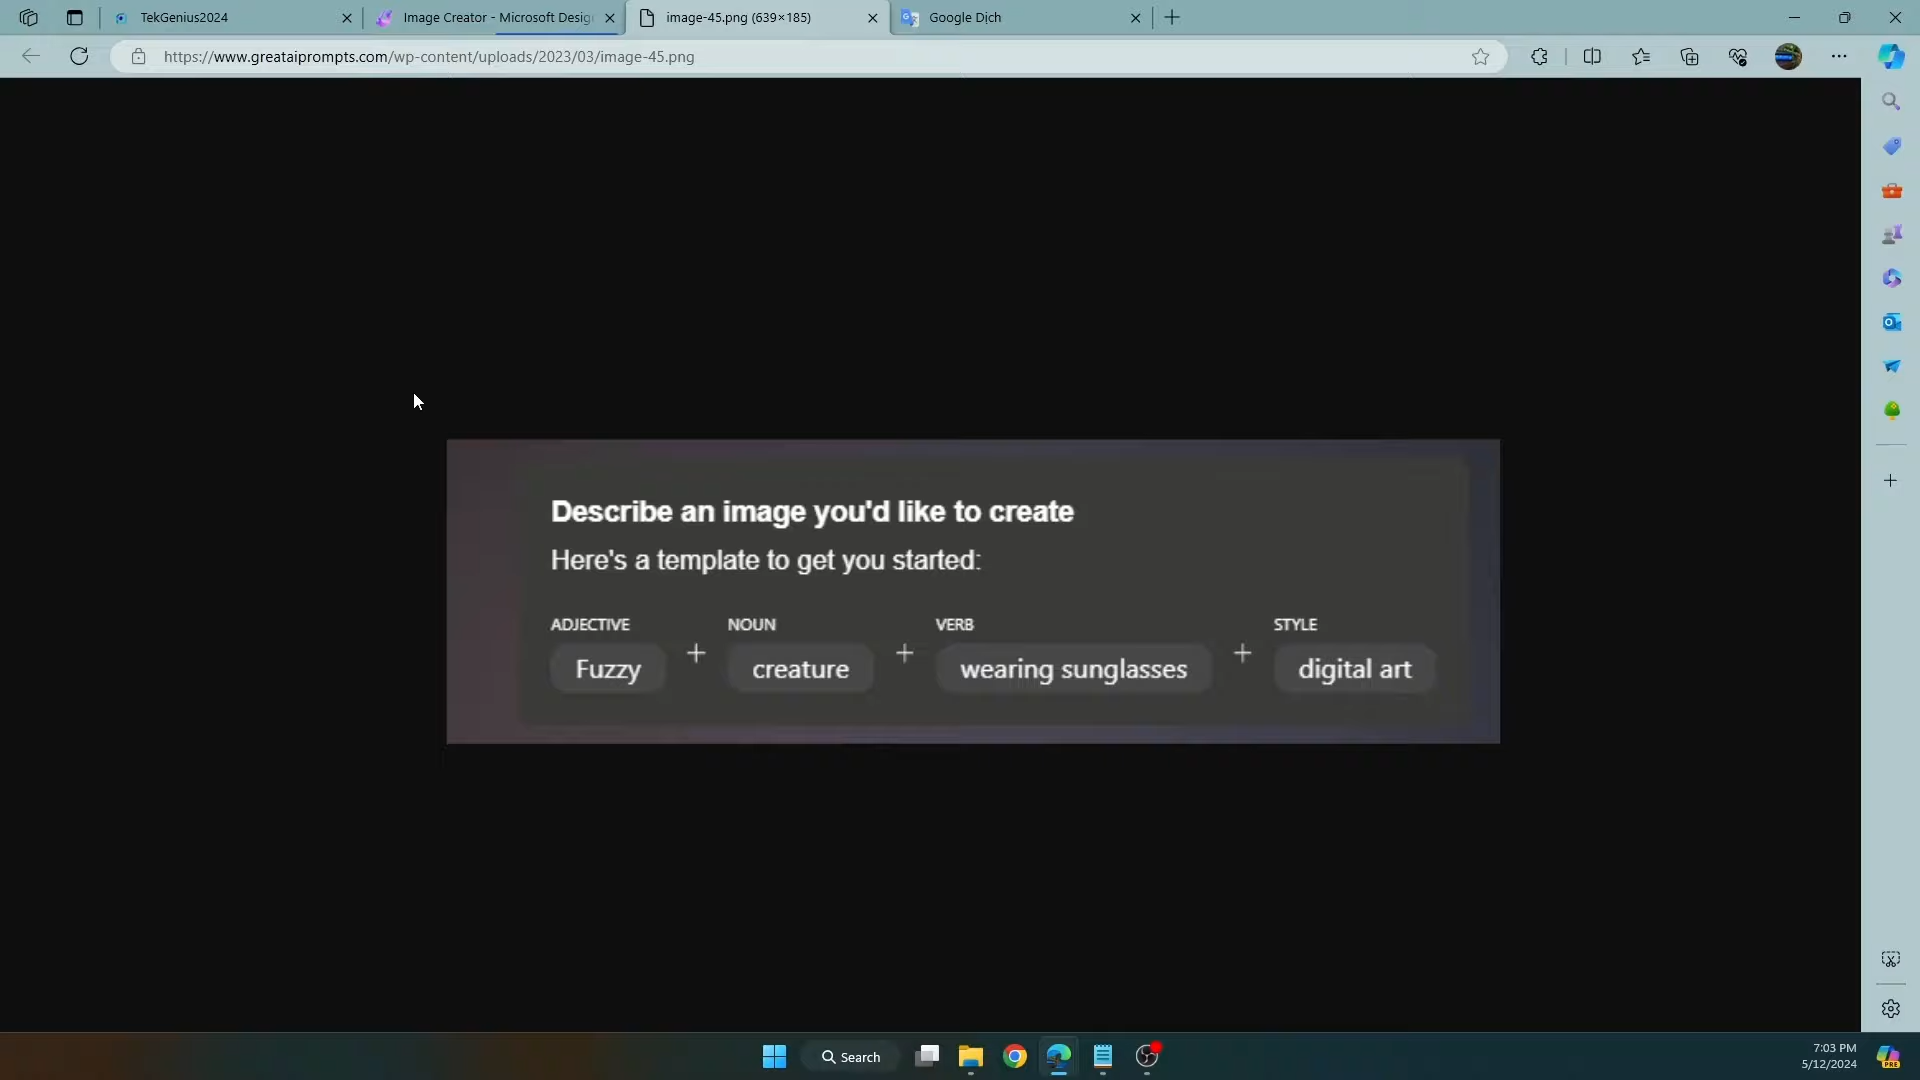 TekGenius2024
Image Creator - Microsoft Desig
image-45.png (639×185)
Google Dịch
https://www.greataiprompts.com/wp-content/uploads/2023/03/image-45.png
Describe an image you'd like to create
Here's a template to get you started:
ADJECTIVE NOUN VERB STYLE
Fuzzy + creature + wearing sunglasses + digital art
Search
7:03 PM
5/12/2024
PRE